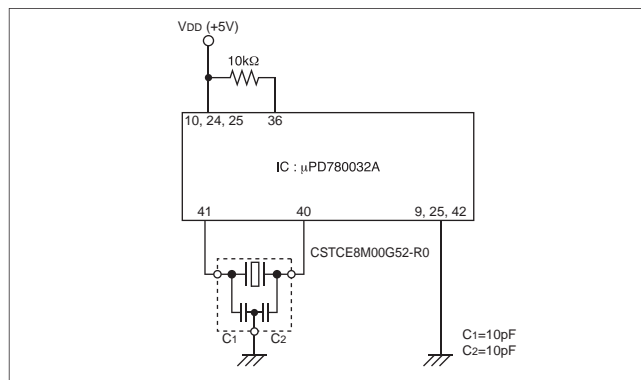 VDD (+5V)
10kΩ
10, 24, 25 36
IC : μPD780032A
41 40 9, 25, 42
CSTCE8M00G52-R0
C1 C2
C1=10pF
C2=10pF